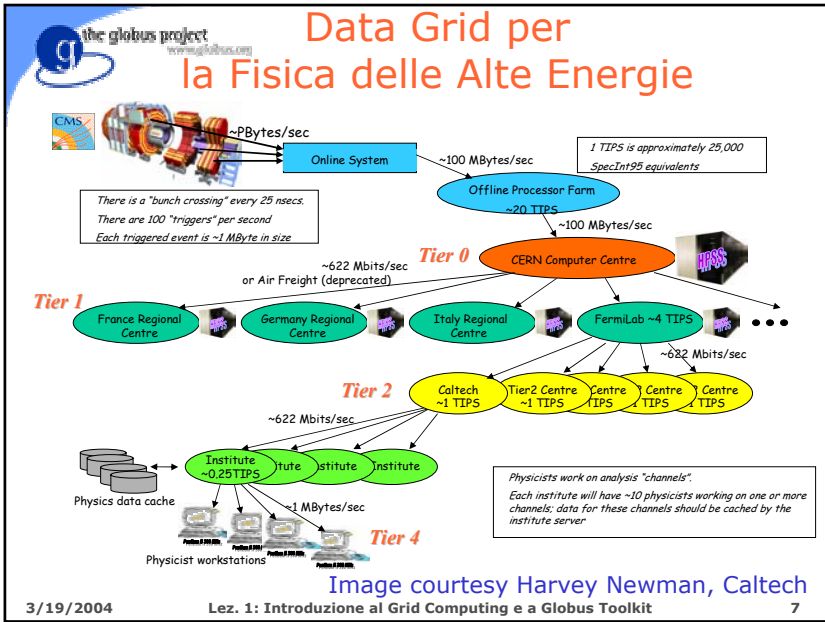 the globus project
www.globus.org
Data Grid per
la Fisica delle Alte Energie
CMS
~PBytes/sec
Online System
~100 MBytes/sec
1 TIPS is approximately 25,000
SpecInt95 equivalents
There is a "bunch crossing" every 25 nsecs.
There are 100 "triggers" per second
Each triggered event is ~1 MByte in size
Offline Processor Farm
~20 TIPS
~100 MBytes/sec
Tier 0
CERN Computer Centre
HPSS
~622 Mbits/sec
or Air Freight (deprecated)
Tier 1
France Regional
Centre
HPSS
Germany Regional
Centre
HPSS
Italy Regional
Centre
HPSS
FermiLab ~4 TIPS
HPSS
~622 Mbits/sec
Tier 2
Caltech
~1 TIPS
Tier2 Centre
~1 TIPS
Centre
TIPS
Centre
TIPS
Centre
TIPS
~622 Mbits/sec
Institute
~0.25TIPS
itute
stitute
Institute
Physics data cache
~1 MBytes/sec
Physicists work on analysis "channels".
Each institute will have ~10 physicists working on one or more
channels; data for these channels should be cached by the
institute server
Tier 4
Physicist workstations
Image courtesy Harvey Newman, Caltech
3/19/2004
Lez. 1: Introduzione al Grid Computing e a Globus Toolkit
7